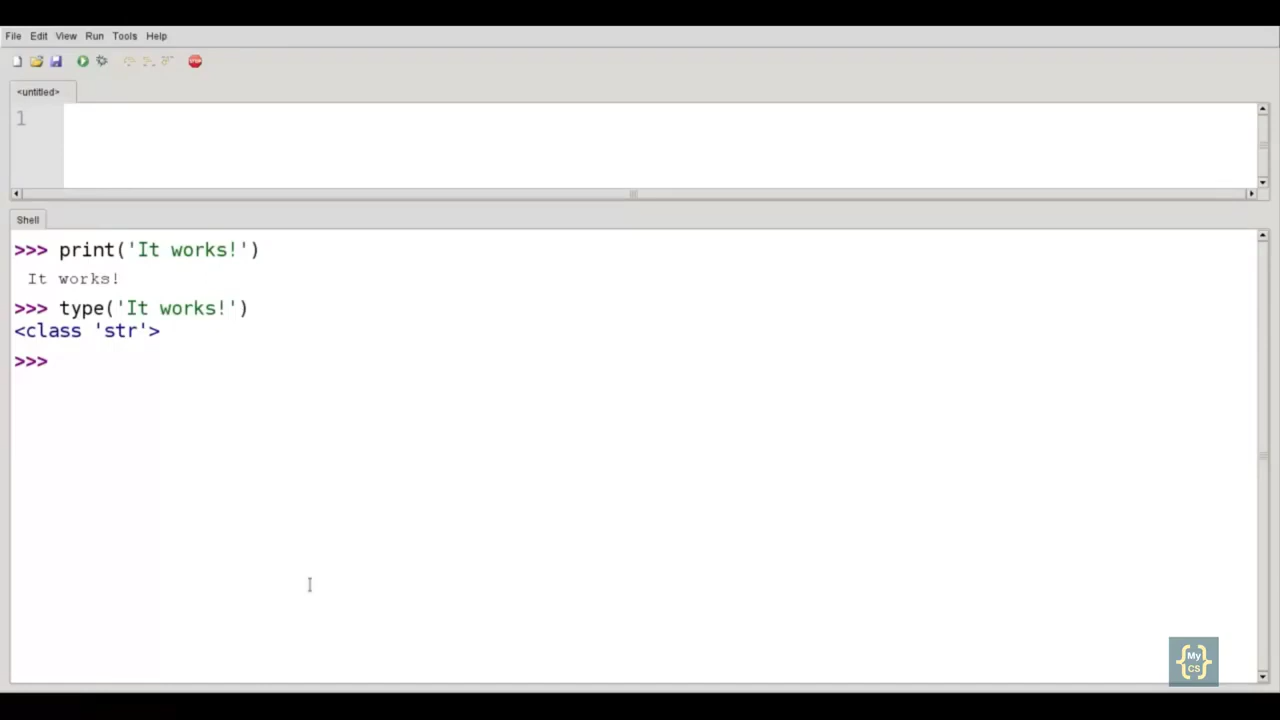 File Edit View Run Tools Help
STOP
<untitled>
1
Shell
>>> print('It works!')
It works!
>>> type('It works!')
<class 'str'>
>>>
{My
CS}